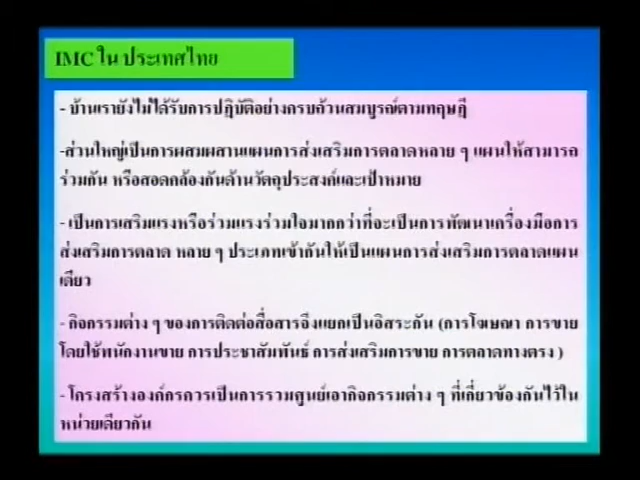 IMC ใน ประเทศไทย
- บ้านเรายังไม่ได้รับการปฏิบัติอย่างครบถ้วนสมบูรณ์ตามทฤษฎี
-ส่วนใหญ่เป็นการผสมผสานแผนการส่งเสริมการตลาดหลาย ๆ แผนให้สามารถ
ร่วมกัน หรือสอดคล้องกันด้านวัตถุประสงค์และเป้าหมาย
- เป็นการเสริมแรงหรือร่วมแรงร่วมใจมากกว่าที่จะเป็นการพัฒนาเครื่องมือการ
ส่งเสริมการตลาด หลาย ๆ ประเภทเข้ากันให้เป็นแผนการส่งเสริมการตลาดแผน
เดียว
- กิจกรรมต่าง ๆ ของการติดต่อสื่อสารจึงแยกเป็นอิสระกัน (การโฆษณา การขาย
โดยใช้พนักงานขาย การประชาสัมพันธ์ การส่งเสริมการขาย การตลาดทางตรง )
- โครงสร้างองค์กรควรเป็นการรวมศูนย์เอากิจกรรมต่าง ๆ ที่เกี่ยวข้องกันไว้ใน
หน่วยเดียวกัน